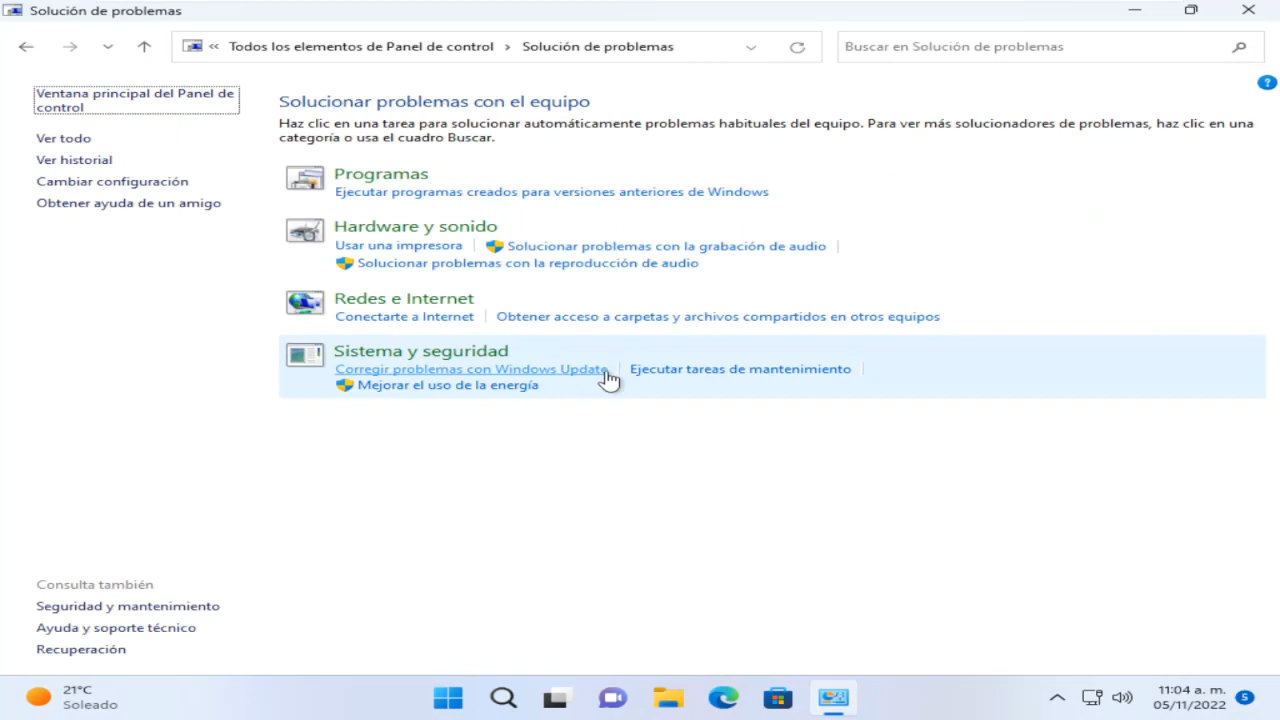 Solución de problemas
« Todos los elementos de Panel de control › Solución de problemas
Buscar en Solución de problemas
Ventana principal del Panel de
control
Ver todo
Ver historial
Cambiar configuración
Obtener ayuda de un amigo
Solucionar problemas con el equipo
Haz clic en una tarea para solucionar automáticamente problemas habituales del equipo. Para ver más solucionadores de problemas, haz clic en una
categoría o usa el cuadro Buscar.
Programas
Ejecutar programas creados para versiones anteriores de Windows
Hardware y sonido
Usar una impresora | Solucionar problemas con la grabación de audio |
Solucionar problemas con la reproducción de audio
Redes e Internet
Conectarte a Internet | Obtener acceso a carpetas y archivos compartidos en otros equipos
Sistema y seguridad
Corregir problemas con Windows Update | Ejecutar tareas de mantenimiento |
Mejorar el uso de la energía
Consulta también
Seguridad y mantenimiento
Ayuda y soporte técnico
Recuperación
21°C
Soleado
11:04 a. m.
05/11/2022
5
?